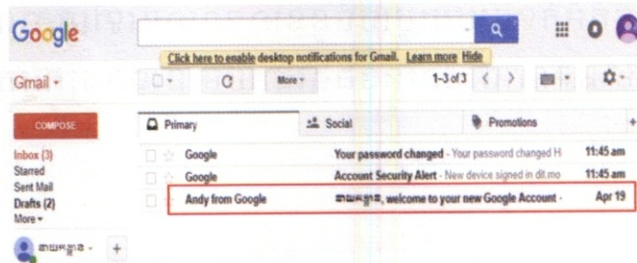 Google
Click here to enable desktop notifications for Gmail. Learn more Hide
Gmail
More
1-3 of 3
COMPOSE
Primary
Social
Promotions
+
Inbox (3)
Starred
Sent Mail
Drafts (2)
More
Google Your password changed - Your password changed H 11:45 am
Google Account Security Alert - New device signed in dit.mo 11:45 am
Andy from Google , welcome to your new Google Account - Apr 19
+